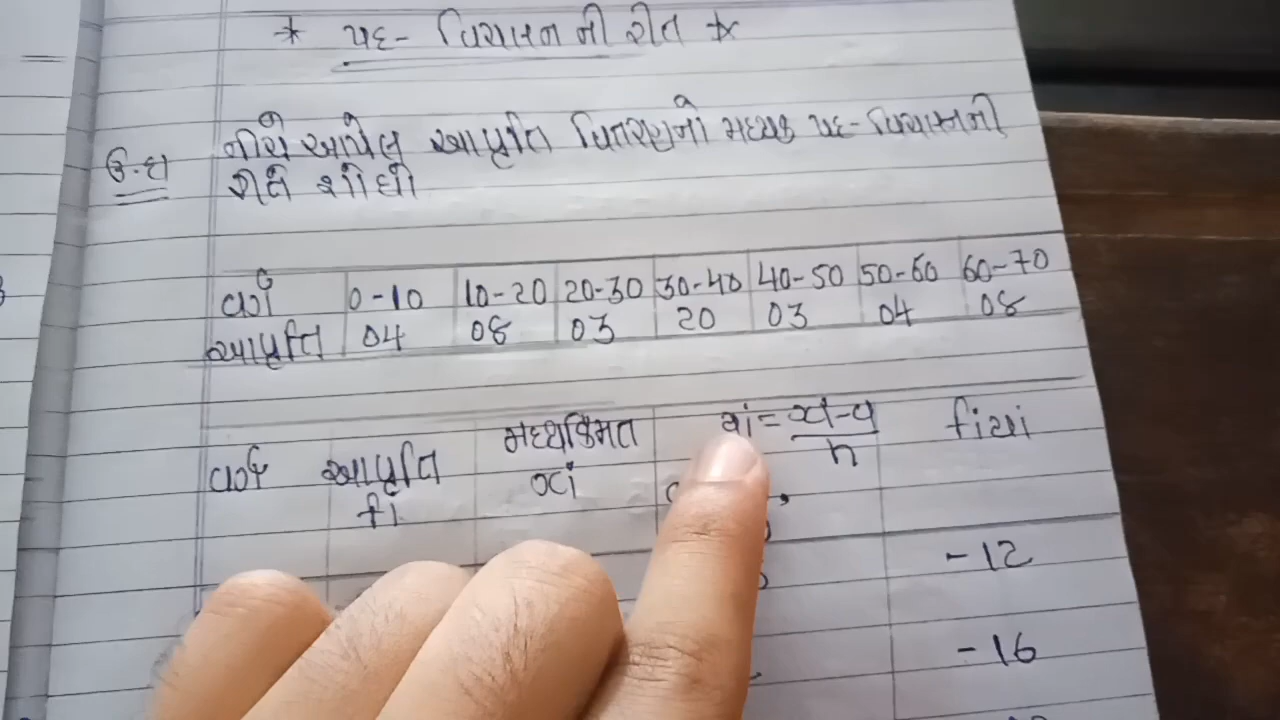 * પદ- વિચલન ની રીત *
ઉ.દા નીચે આપેલ આવૃત્તિ વિતરણનો મધ્યક પદ-વિચલનની
રીતે શોધો
વર્ગ 0-10 10-20 20-30 30-40 40-50 50-60 60-70
આવૃત્તિ 04 08 03 20 03 04 08
વર્ગ આવૃત્તિ fi મધ્યકિંમત xi = xi-a / h fiui
-12
-16